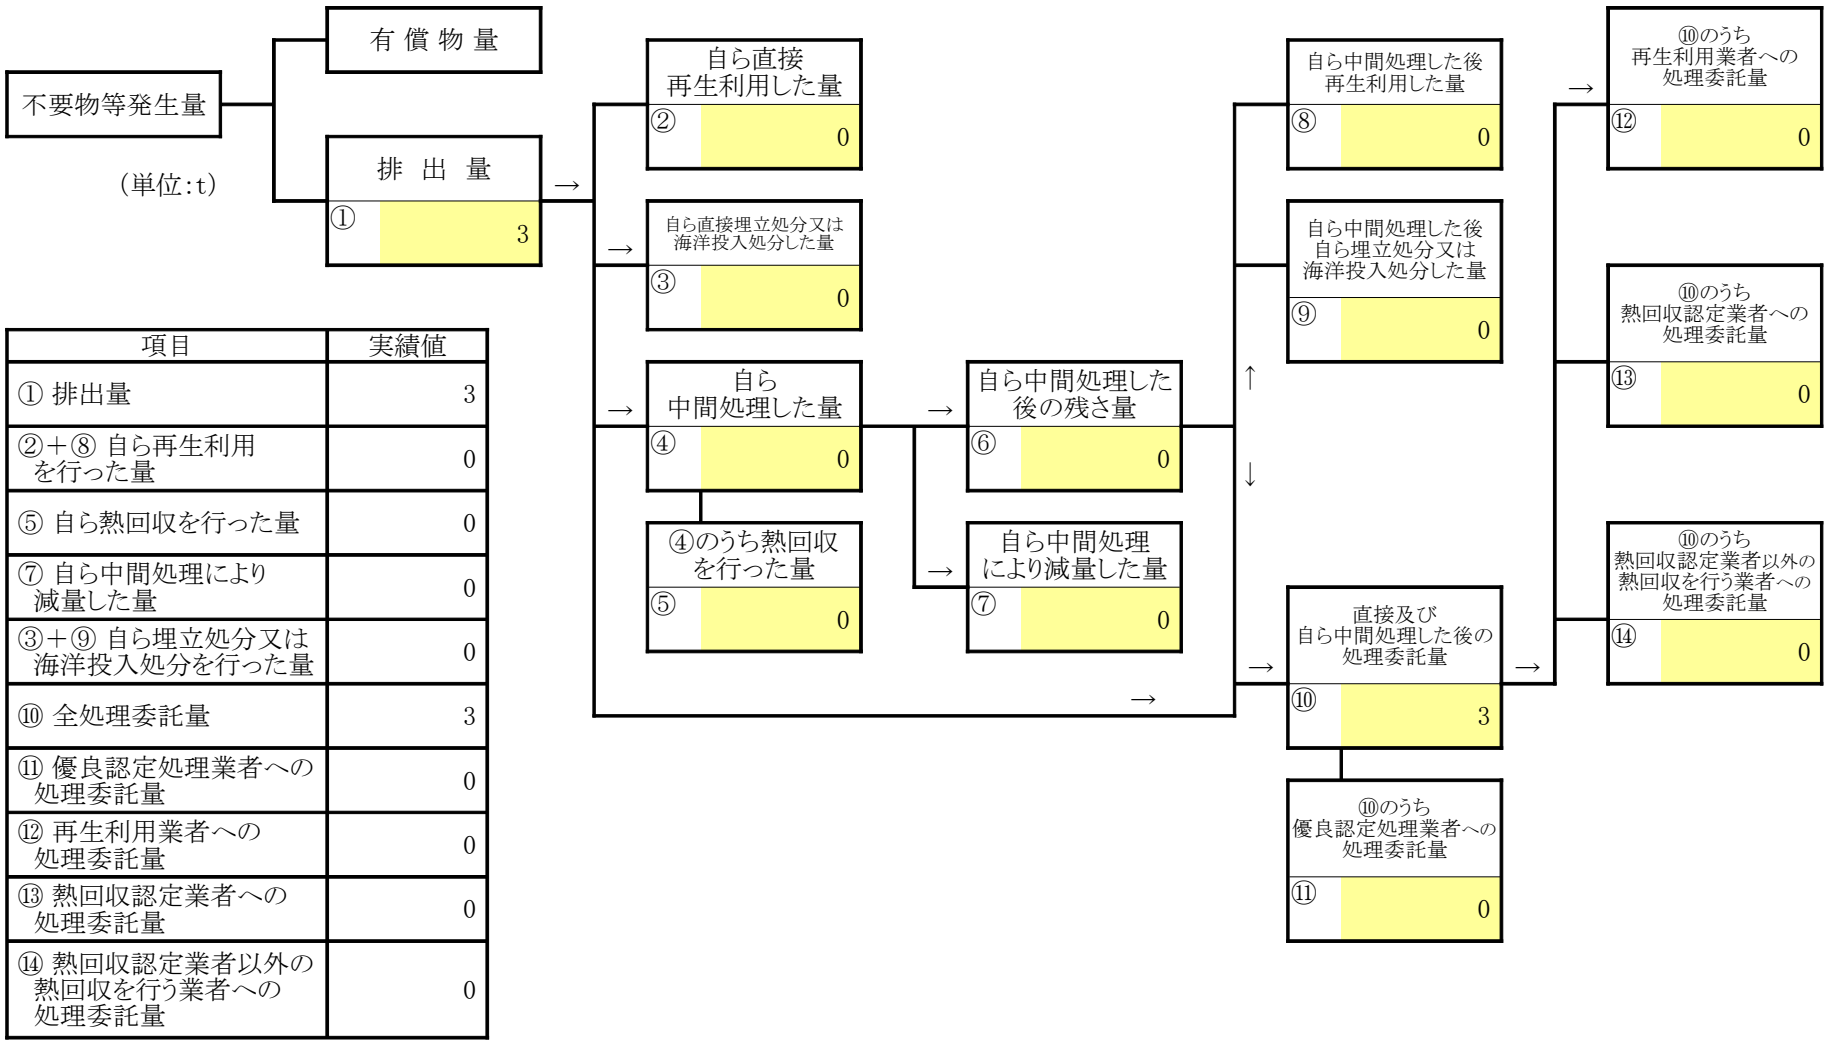 有 償 物 量
不要物等発生量
(単位:t)
排 出 量
①
3
→
自ら直接
再生利用した量
②
0
→
自ら直接埋立処分又は
海洋投入処分した量
③
0
→
自ら
中間処理した量
④
0
④のうち熱回収
を行った量
⑤
0
→
自ら中間処理した
後の残さ量
⑥
0
→
自ら中間処理
により減量した量
⑦
0
→
↑
↓
自ら中間処理した後
再生利用した量
⑧
0
自ら中間処理した後
自ら埋立処分又は
海洋投入処分した量
⑨
0
→
直接及び
自ら中間処理した後の
処理委託量
⑩
3
⑩のうち
優良認定処理業者への
処理委託量
⑪
0
→
→
⑩のうち
再生利用業者への
処理委託量
⑫
0
⑩のうち
熱回収認定業者への
処理委託量
⑬
0
⑩のうち
熱回収認定業者以外の
熱回収を行う業者への
処理委託量
⑭
0
項目 実績値
① 排出量 3
②＋⑧ 自ら再生利用
を行った量 0
⑤ 自ら熱回収を行った量 0
⑦ 自ら中間処理により
減量した量 0
③＋⑨ 自ら埋立処分又は
海洋投入処分を行った量 0
⑩ 全処理委託量 3
⑪ 優良認定処理業者への
処理委託量 0
⑫ 再生利用業者への
処理委託量 0
⑬ 熱回収認定業者への
処理委託量 0
⑭ 熱回収認定業者以外の
熱回収を行う業者への
処理委託量 0